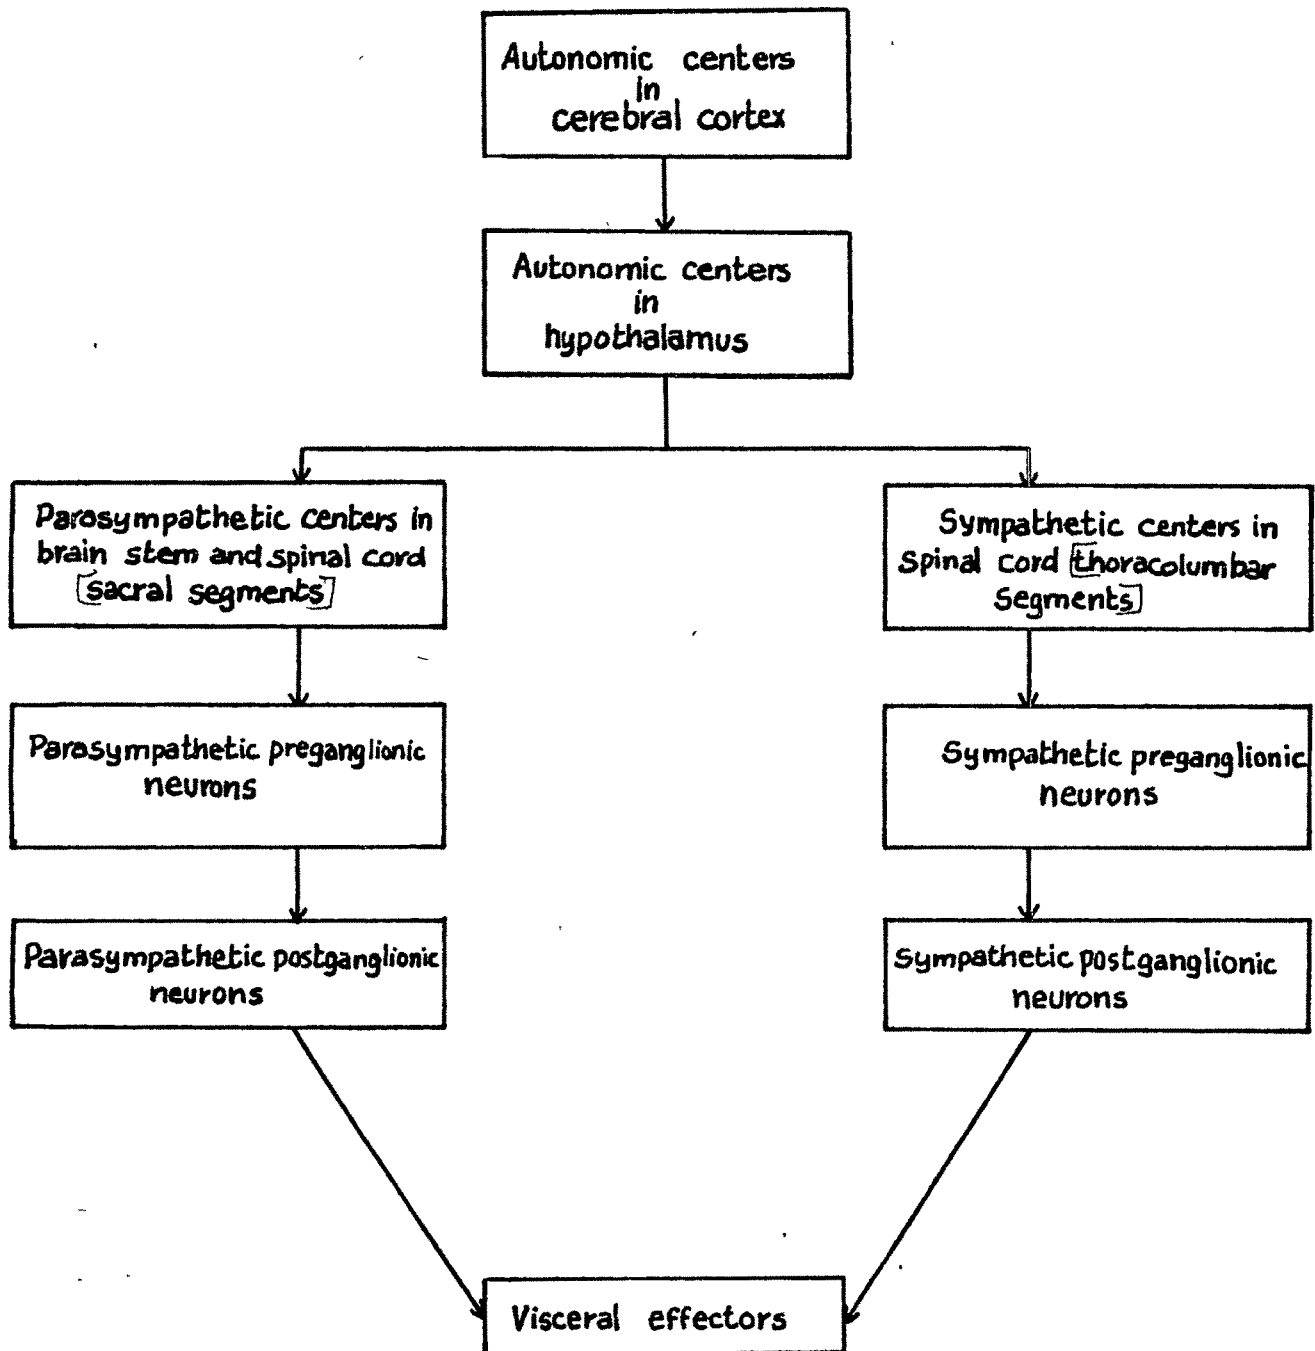 Autonomic centers
in
cerebral cortex
Autonomic centers
in
hypothalamus
Parasympathetic centers in
brain stem and spinal cord
[sacral segments]
Sympathetic centers in
Spinal cord [thoracolumbar
Segments]
Parasympathetic preganglionic
neurons
Sympathetic preganglionic
neurons
Parasympathetic postganglionic
neurons
Sympathetic postganglionic
neurons
Visceral effectors